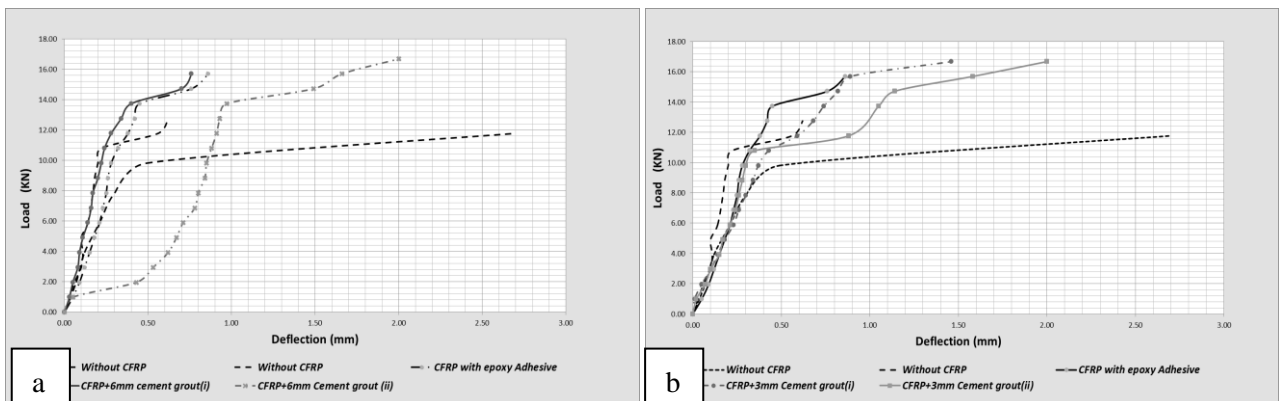 18.00
16.00
14.00
12.00
10.00
8.00
6.00
4.00
2.00
0.00
Load (KN)
0.00 0.50 1.00 1.50 2.00 2.50 3.00
Deflection (mm)
Without CFRP Without CFRP CFRP with epoxy Adhesive
CFRP+6mm cement grout(i) CFRP+6mm Cement grout (ii)
a
18.00
16.00
14.00
12.00
10.00
8.00
6.00
4.00
2.00
0.00
Load (KN)
0.00 0.50 1.00 1.50 2.00 2.50 3.00
Deflection (mm)
Without CFRP Without CFRP CFRP with epoxy Adhesive
CFRP+3mm Cement grout(i) CFRP+3mm Cement grout(ii)
b